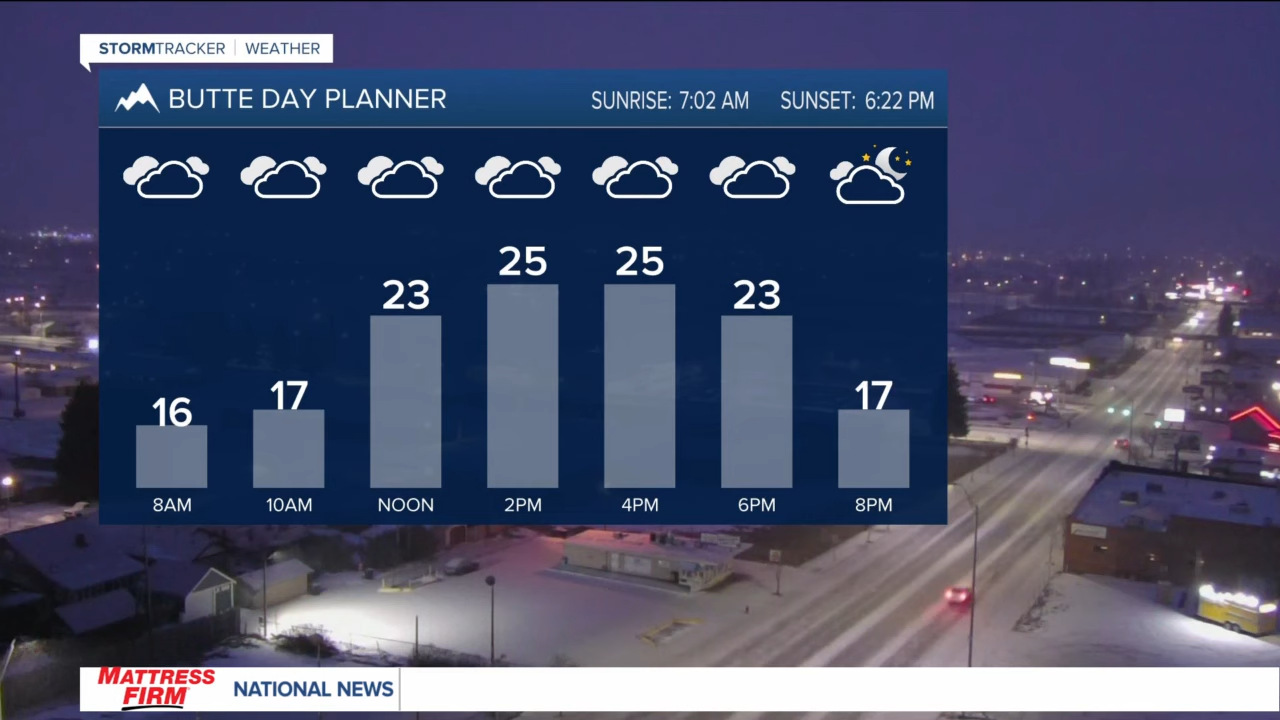 STORMTRACKER WEATHER
BUTTE DAY PLANNER SUNRISE: 7:02 AM SUNSET: 6:22 PM
16 17 23 25 25 23 17
8AM 10AM NOON 2PM 4PM 6PM 8PM
MATTRESS
FIRM
NATIONAL NEWS